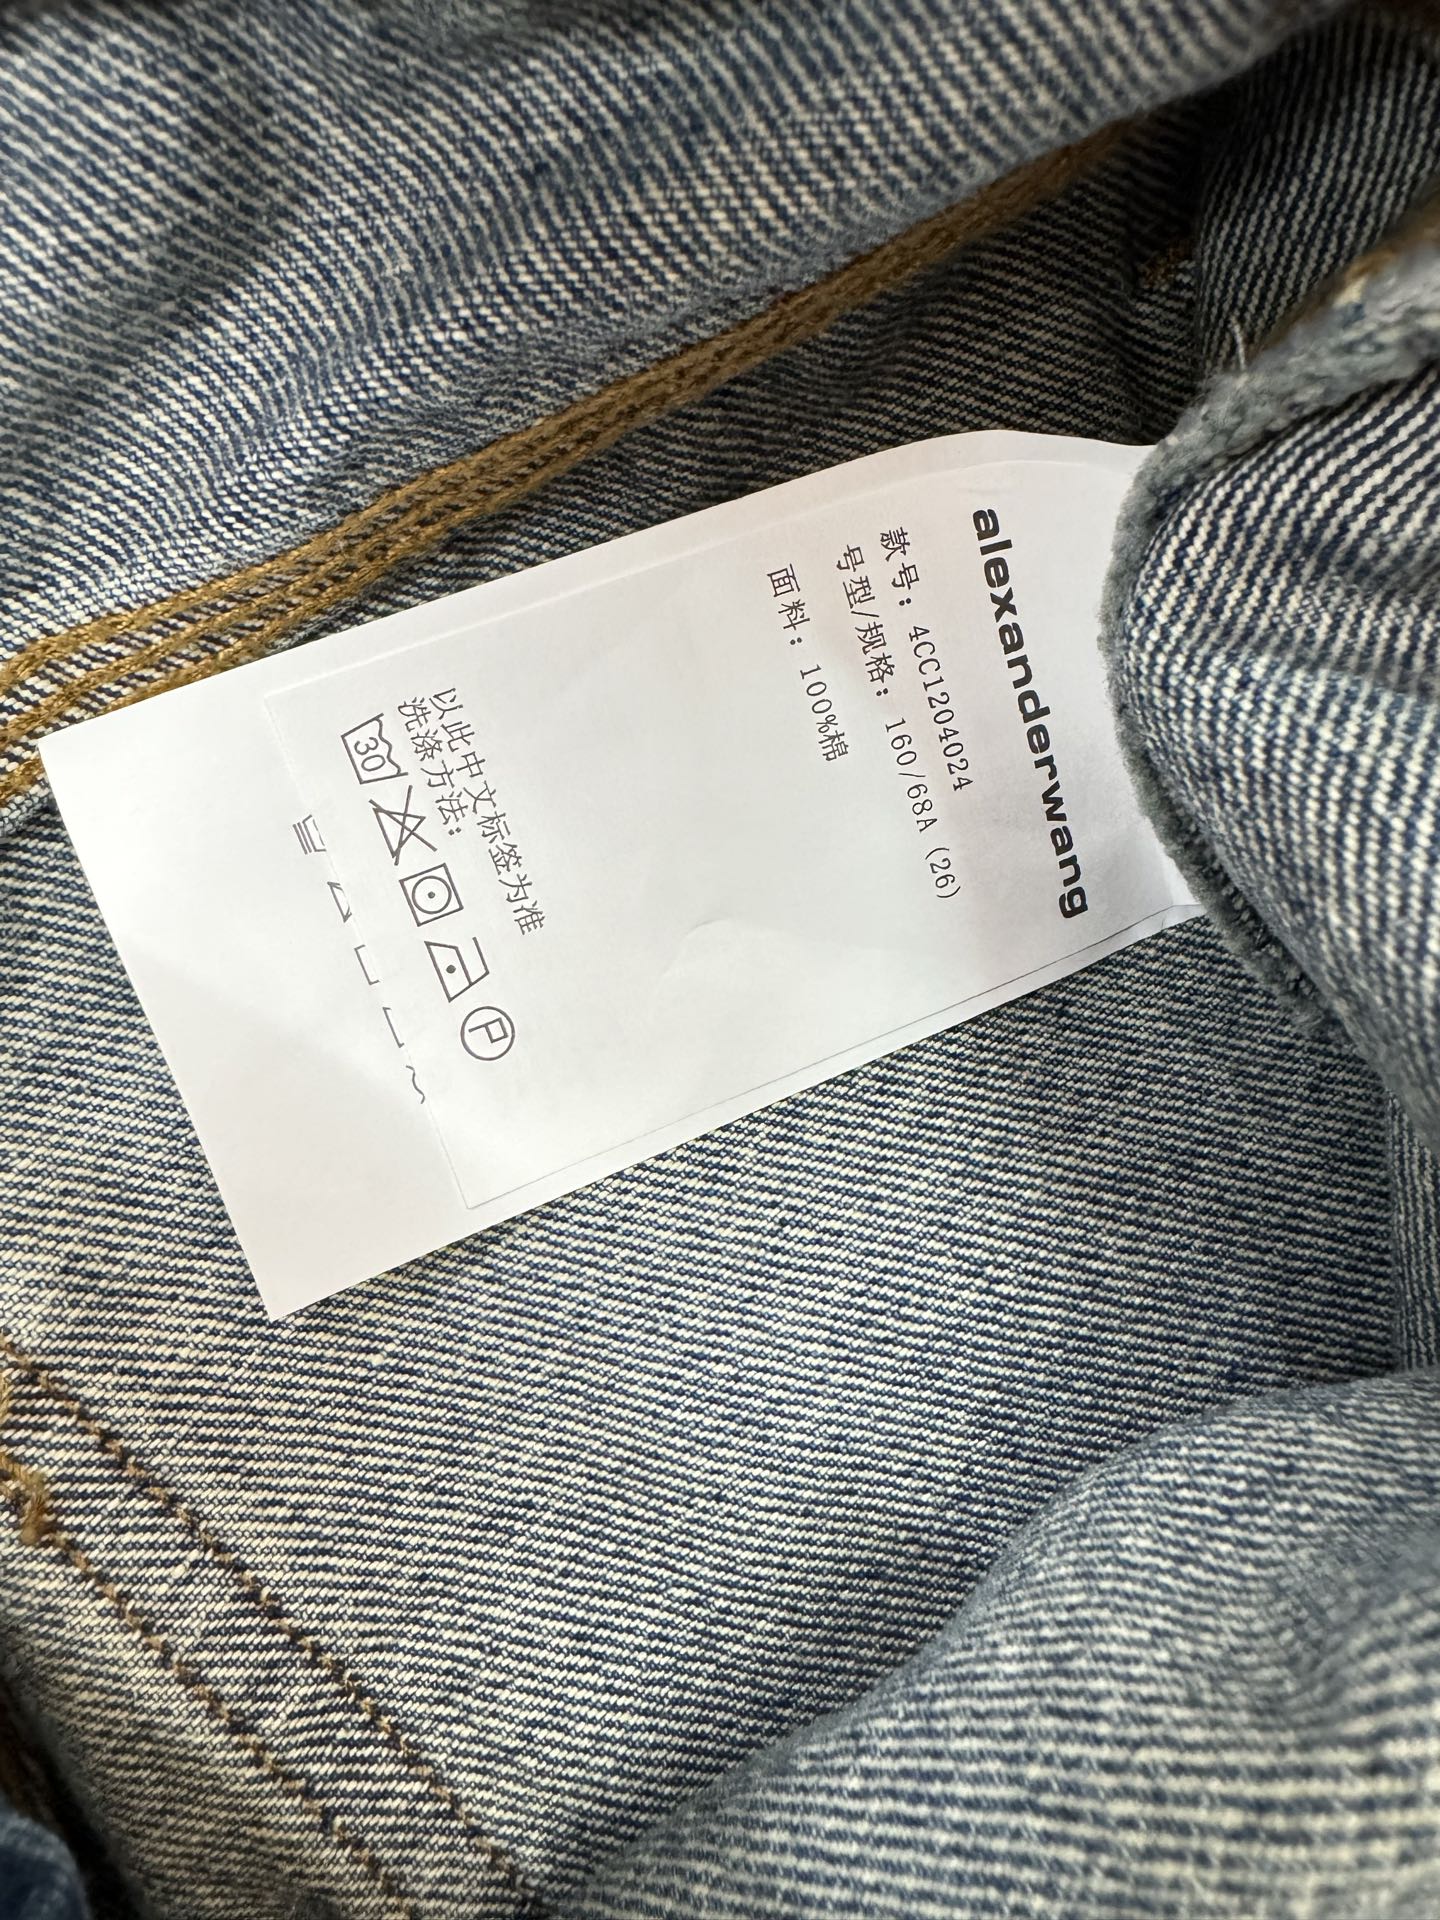 alexanderwang
款号: 4CC1204024
号型/规格: 160/68A (26)
面料: 100%棉
以此中文标签为准
洗涤方法:
30
P